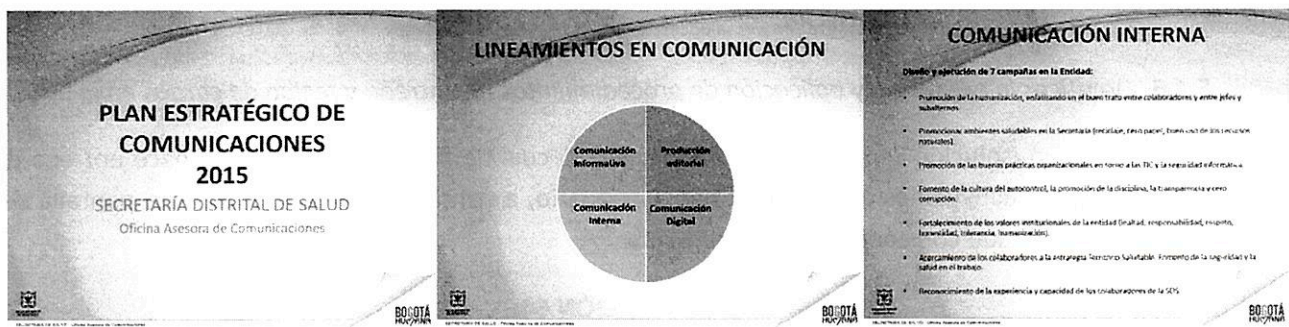 PLAN ESTRATÉGICO DE
COMUNICACIONES
2015
SECRETARÍA DISTRITAL DE SALUD
Oficina Asesora de Comunicaciones
BOGOTÁ
HUMANA
LINEAMIENTOS EN COMUNICACIÓN
Comunicación
Informativa
Producción
editorial
Comunicación
Interna
Comunicación
Digital
BOGOTÁ
HUMANA
COMUNICACIÓN INTERNA
Diseño y ejecución de 7 campañas en la Entidad:
• Promoción de la humanización, enfatizando en el buen trato entre colaboradores y entre jefes y
subalternos.
• Promocionar ambientes saludables en la Secretaría (reciclaje, cero papel, buen uso de los recursos
naturales).
• Promoción de las buenas prácticas organizacionales en torno a las TIC y la seguridad informática.
• Fomento de la cultura del autocontrol, la promoción de la disciplina, la transparencia y cero
corrupción.
• Fortalecimiento de los valores institucionales de la entidad (lealtad, responsabilidad, respeto,
humildad, tolerancia, humanización).
• Acercamiento de los colaboradores a la estrategia Territorio Saludable. Fomento de la seguridad y la
salud en el trabajo.
• Reconocimiento de la experiencia y capacidad de los colaboradores de la SDS.
BOGOTÁ
HUMANA